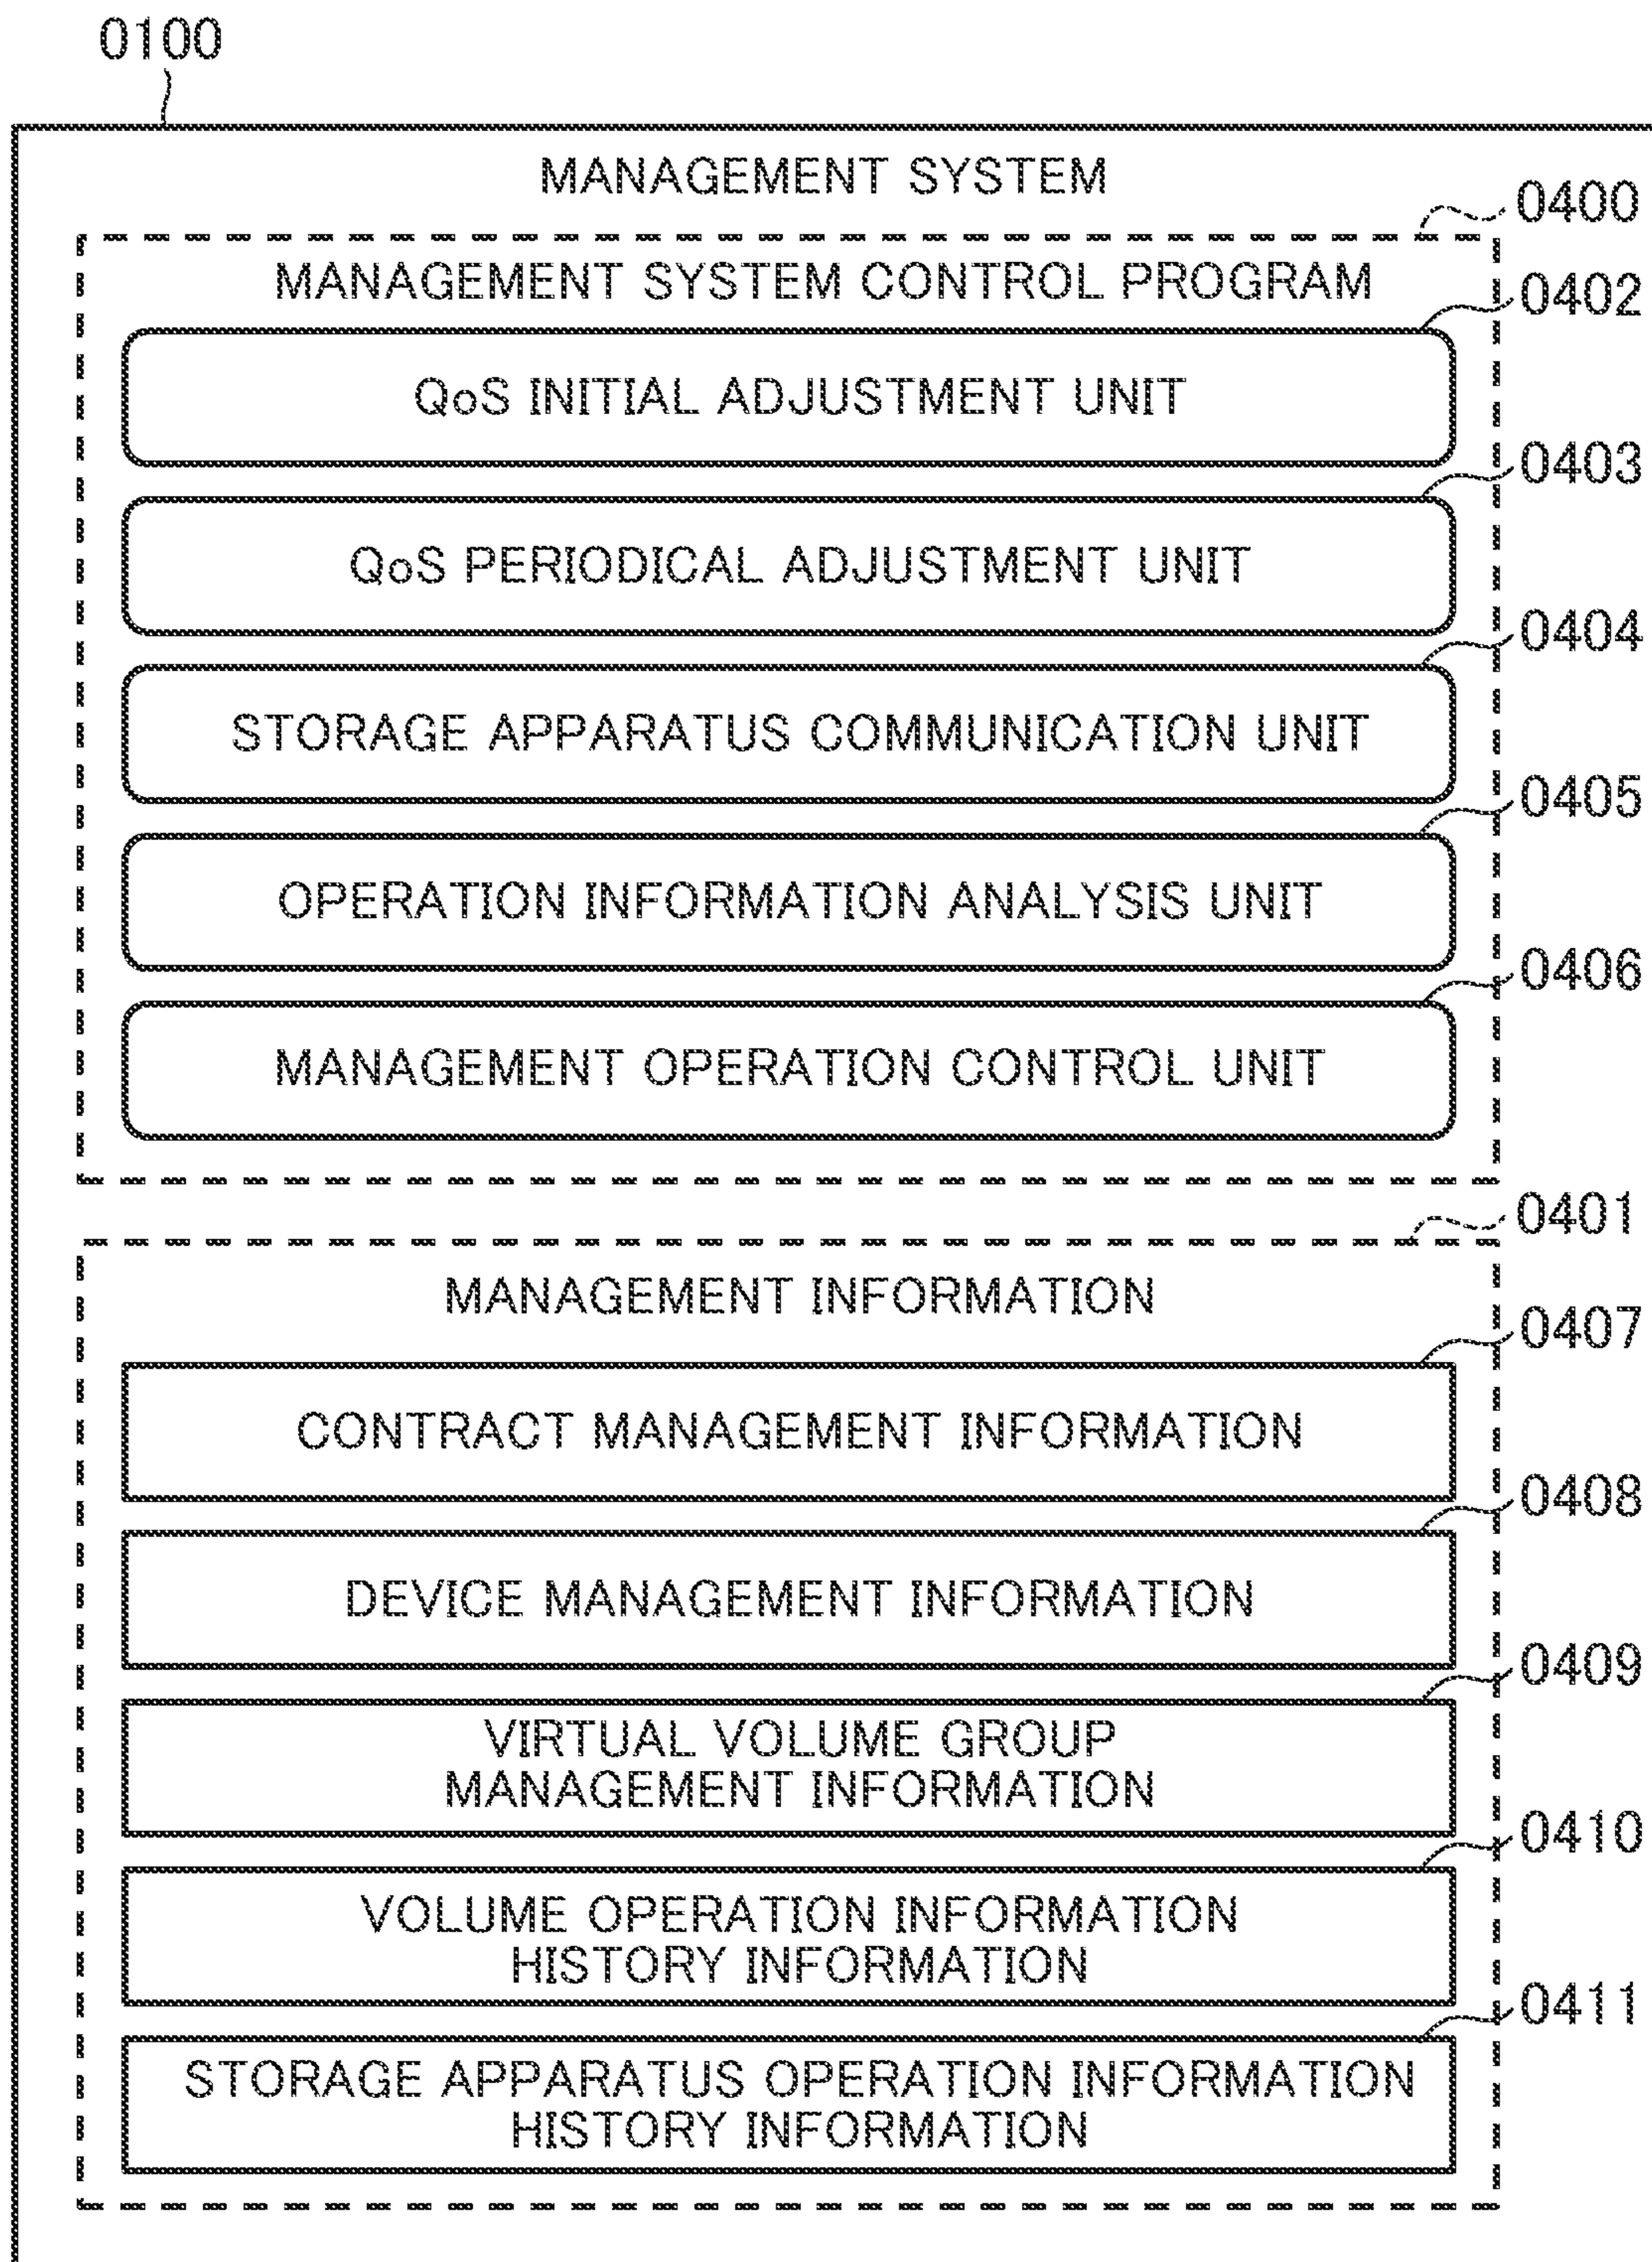 0100
MANAGEMENT SYSTEM
0400
MANAGEMENT SYSTEM CONTROL PROGRAM
0402
QoS INITIAL ADJUSTMENT UNIT
0403
QoS PERIODICAL ADJUSTMENT UNIT
0404
STORAGE APPARATUS COMMUNICATION UNIT
0405
OPERATION INFORMATION ANALYSIS UNIT
0406
MANAGEMENT OPERATION CONTROL UNIT
0401
MANAGEMENT INFORMATION
0407
CONTRACT MANAGEMENT INFORMATION
0408
DEVICE MANAGEMENT INFORMATION
0409
VIRTUAL VOLUME GROUP
MANAGEMENT INFORMATION
0410
VOLUME OPERATION INFORMATION
HISTORY INFORMATION
0411
STORAGE APPARATUS OPERATION INFORMATION
HISTORY INFORMATION